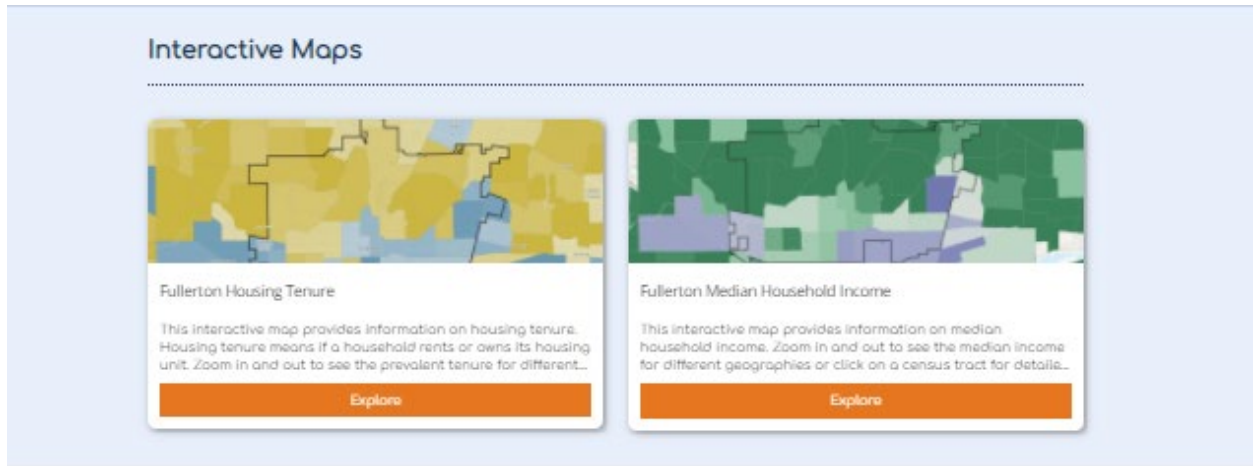 Interactive Maps
Fullerton Housing Tenure
This interactive map provides information on housing tenure.
Housing tenure means if a household rents or owns its housing
unit. Zoom in and out to see the prevalent tenure for different...
Explore
Fullerton Median Household Income
This interactive map provides information on median
household income. Zoom in and out to see the median income
for different geographies or click on a census tract for detaile...
Explore